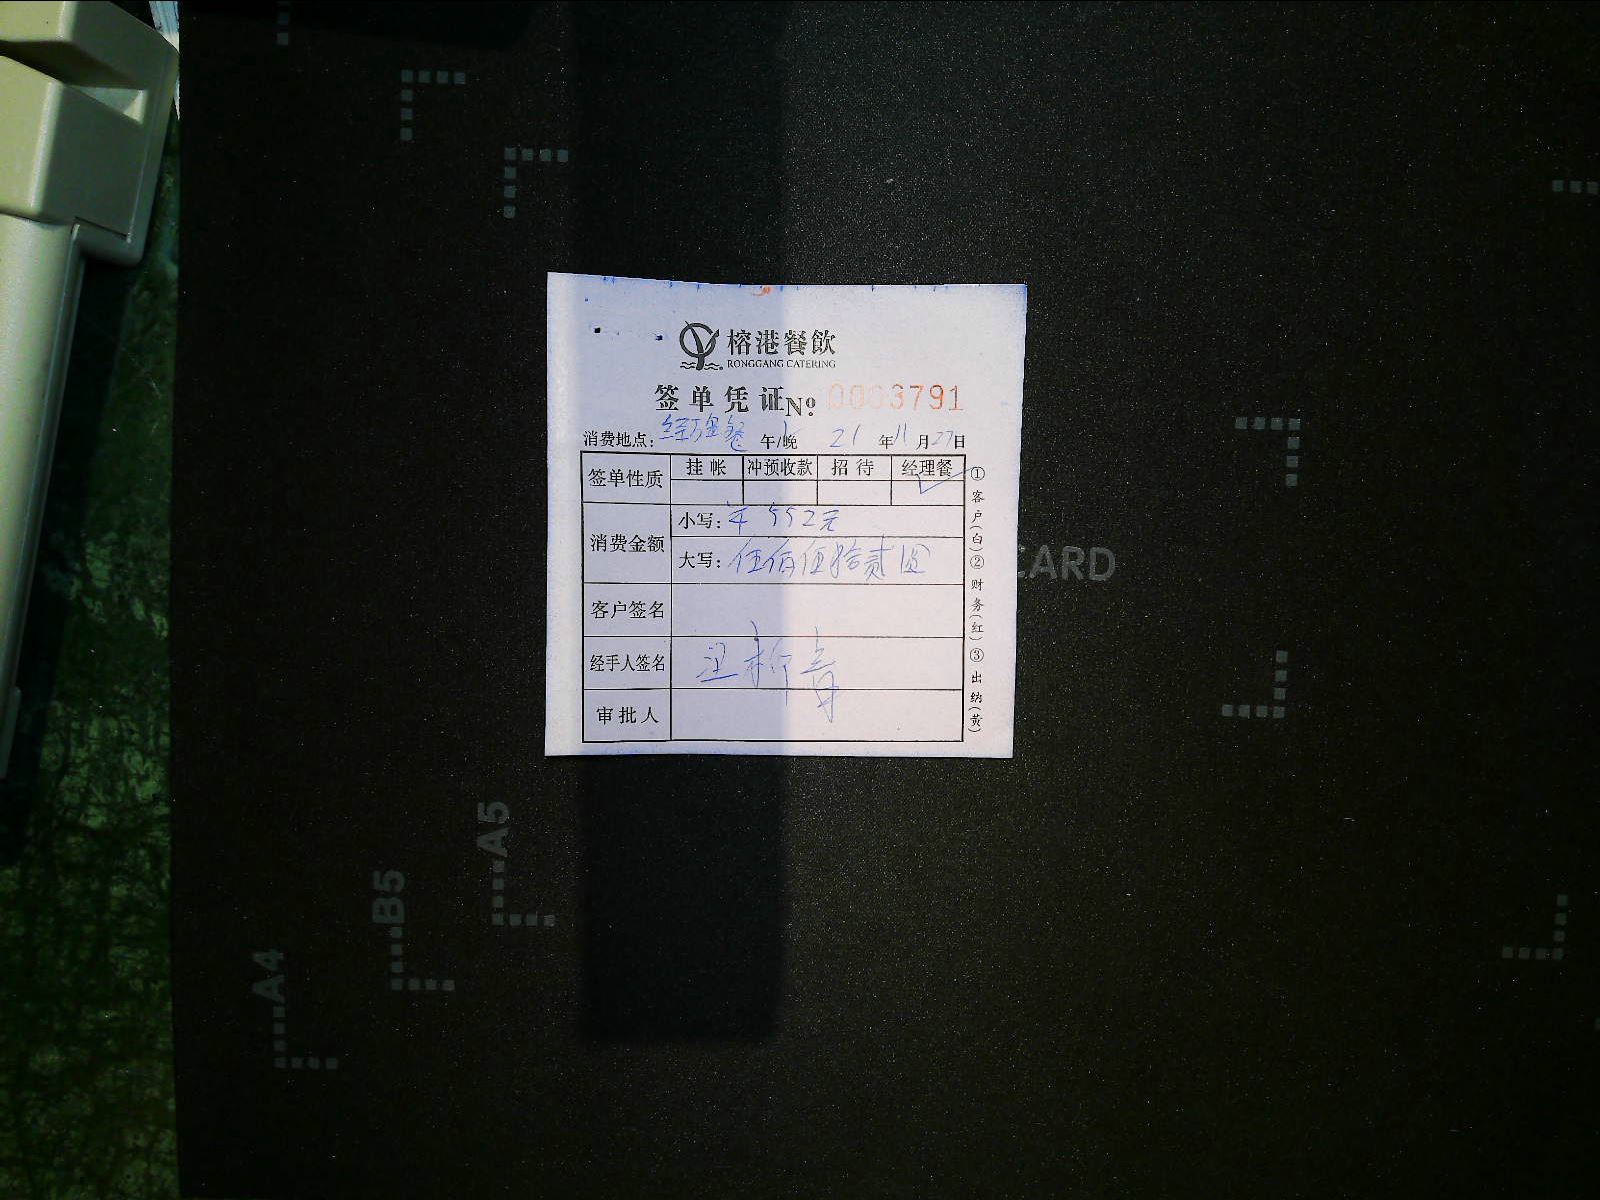 榕港餐飲
RONGGANG CATERING
签单凭证 № 0003791
消费地点：经理餐 午/晚 21 年 11 月 27 日
签单性质 挂帐 冲预收款 招待 经理餐 ✓
消费金额 小写：¥ 552元
大写：伍佰伍拾贰圆
客户签名
经手人签名
审批人
①客户(白)②财务(红)③出纳(黄)
CARD
A5
B5
A4